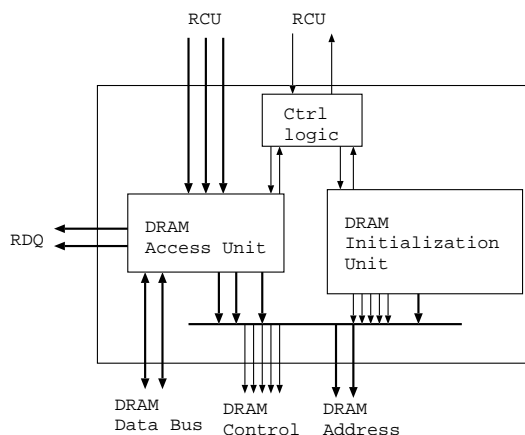 RCU
RCU
Ctrl
logic
DRAM
Access Unit
DRAM
Initialization
Unit
RDQ
DRAM
Data Bus
DRAM
Control
DRAM
Address